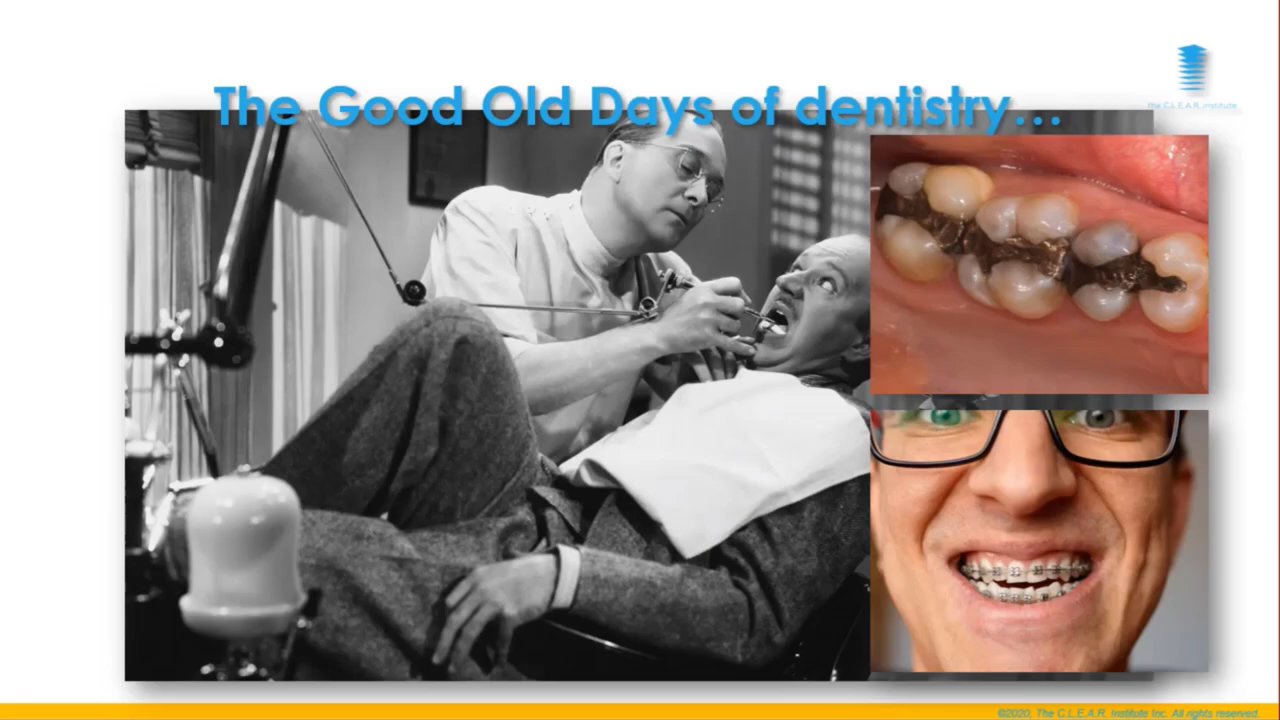 The Good Old Days of dentistry...
the C.L.E.A.R. institute
©2020, The C.L.E.A.R. Institute Inc. All rights reserved